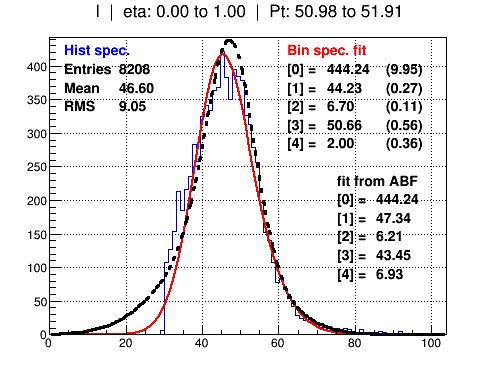 I | eta: 0.00 to 1.00 | Pt: 50.98 to 51.91
Hist spec.
Entries 8208
Mean 46.60
RMS 9.05
Bin spec. fit
[0] = 444.24 (9.95)
[1] = 44.23 (0.27)
[2] = 6.70 (0.11)
[3] = 50.66 (0.56)
[4] = 2.00 (0.36)
fit from ABF
[0] = 444.24
[1] = 47.34
[2] = 6.21
[3] = 43.45
[4] = 6.93
400
350
300
250
200
150
100
50
0
0 20 40 60 80 100